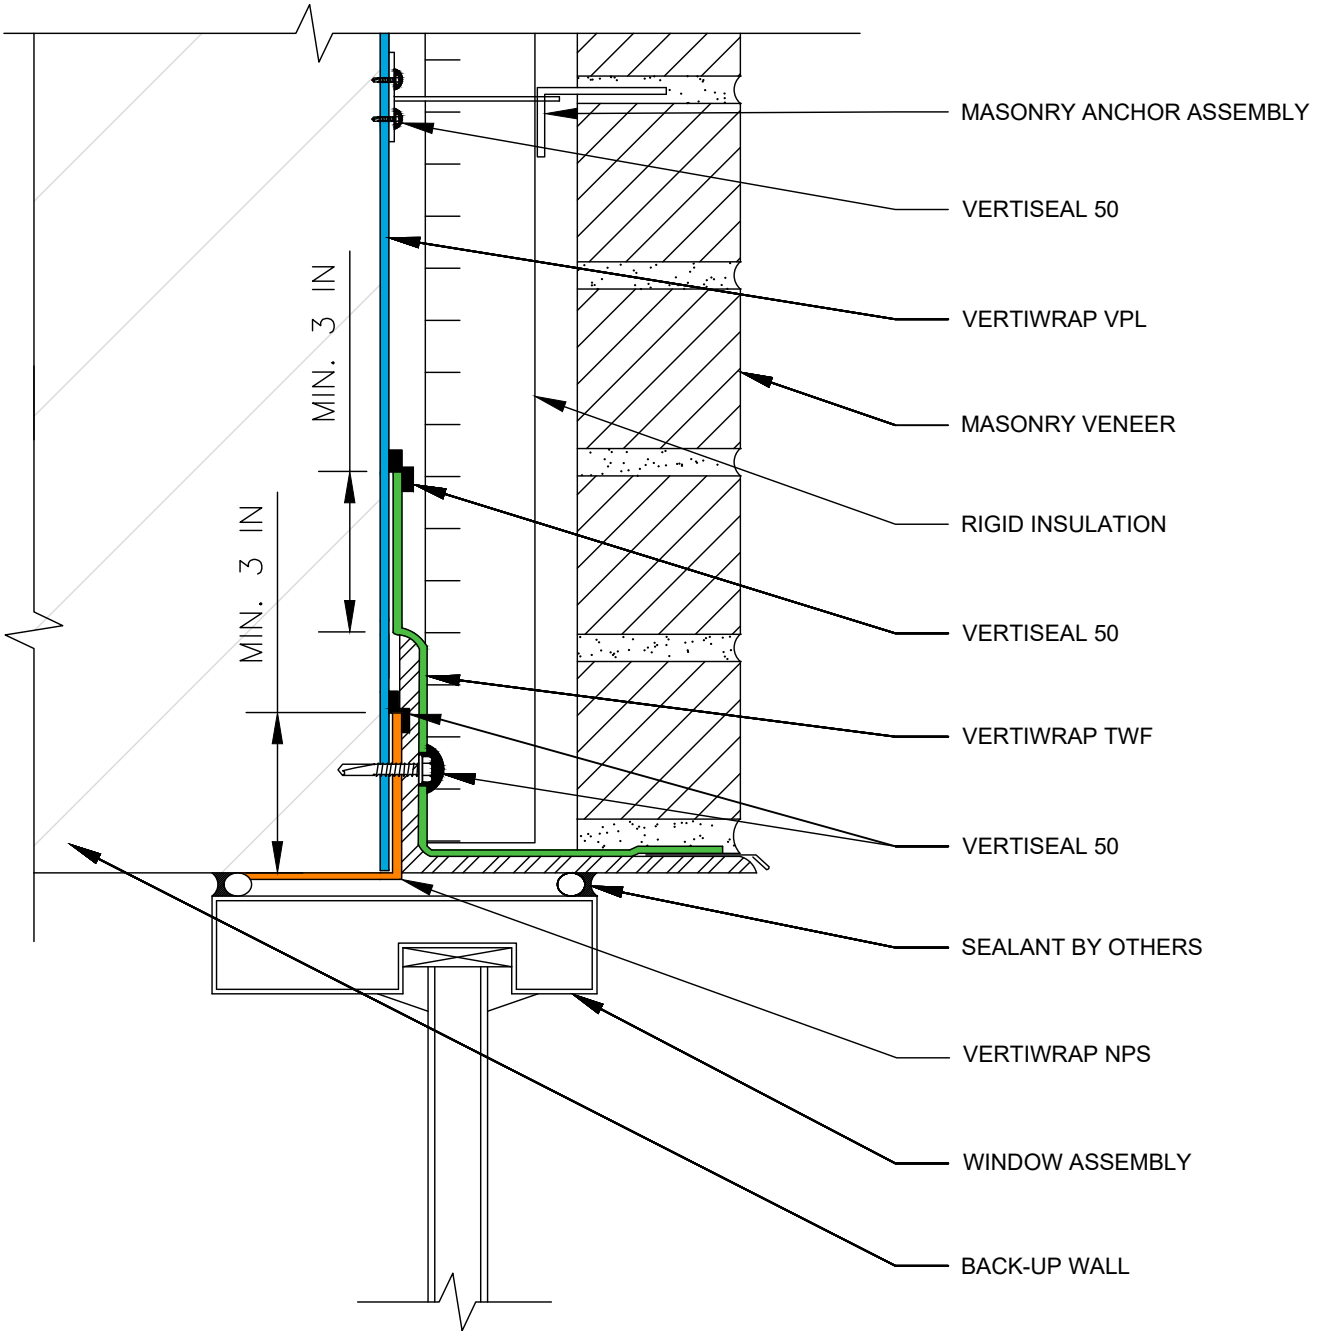 MASONRY ANCHOR ASSEMBLY
VERTISEAL 50
MIN. 3 IN
VERTIWRAP VPL
MASONRY VENEER
RIGID INSULATION
MIN. 3 IN
VERTISEAL 50
VERTIWRAP TWF
VERTISEAL 50
SEALANT BY OTHERS
VERTIWRAP NPS
WINDOW ASSEMBLY
BACK-UP WALL